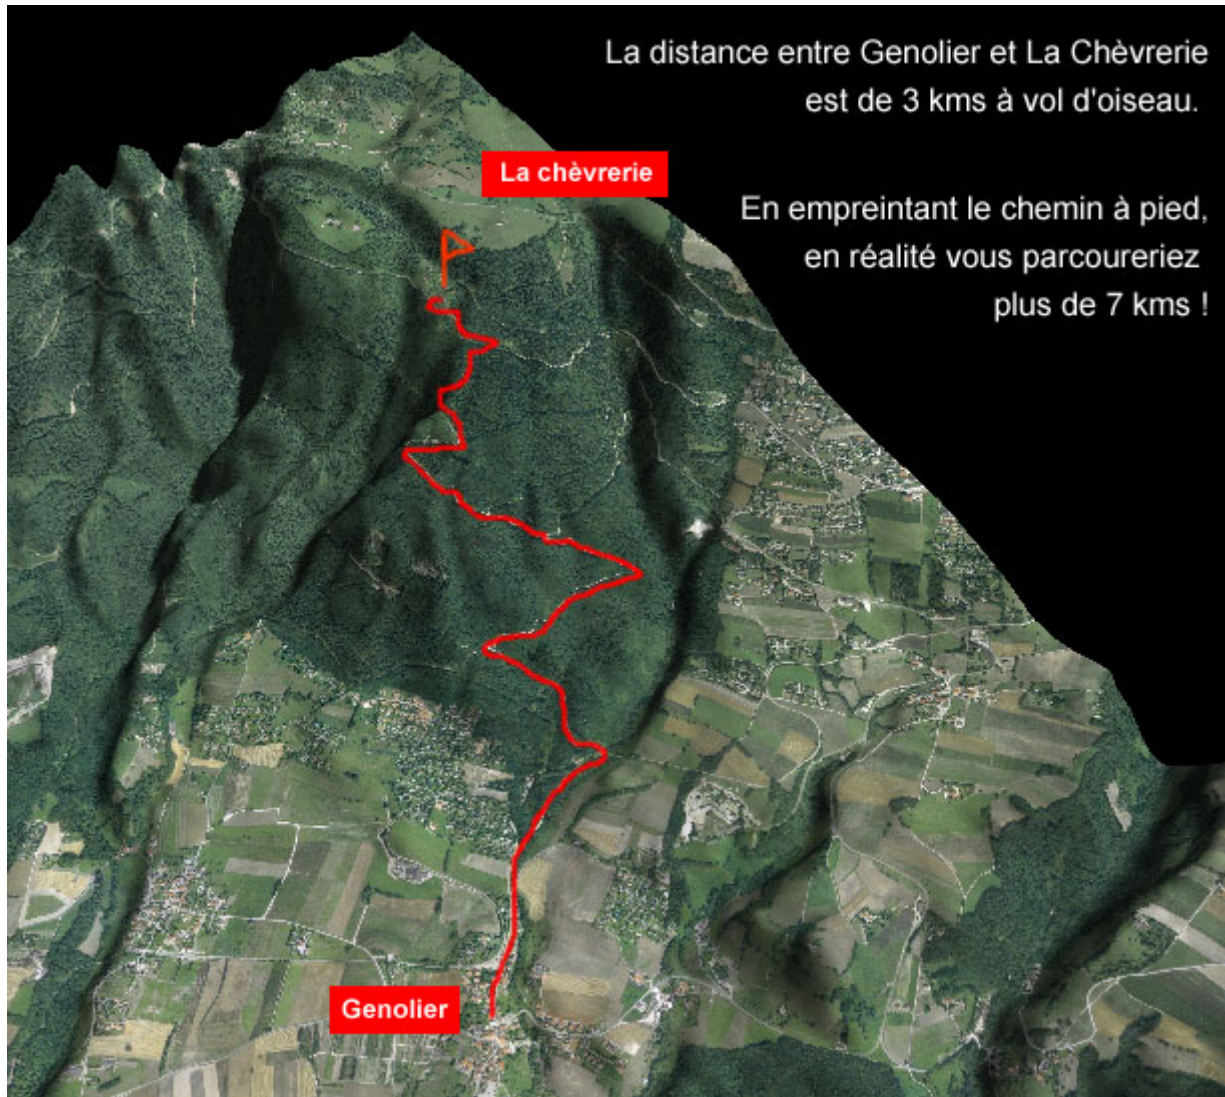 La distance entre Genolier et La Chèvrerie
est de 3 kms à vol d'oiseau.
La chèvrerie
En empreintant le chemin à pied,
en réalité vous parcoureriez
plus de 7 kms !
Genolier